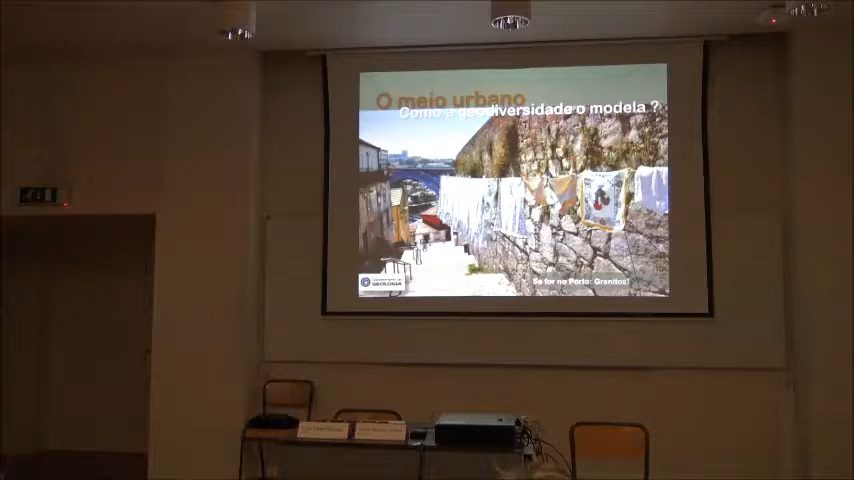 O meio urbano
Como a geodiversidade o modela ?
GEOLOGIA
Se for no Porto: Granitos!